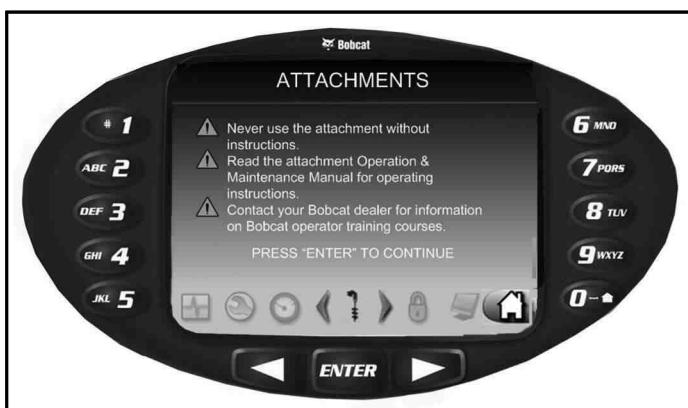 Bobcat
ATTACHMENTS
Never use the attachment without
instructions.
Read the attachment Operation &
Maintenance Manual for operating
instructions.
Contact your Bobcat dealer for information
on Bobcat operator training courses.
PRESS “ENTER” TO CONTINUE
# 1
ABC 2
DEF 3
GHI 4
JKL 5
6 MNO
7 PQRS
8 TUV
9 WXYZ
0 –
ENTER